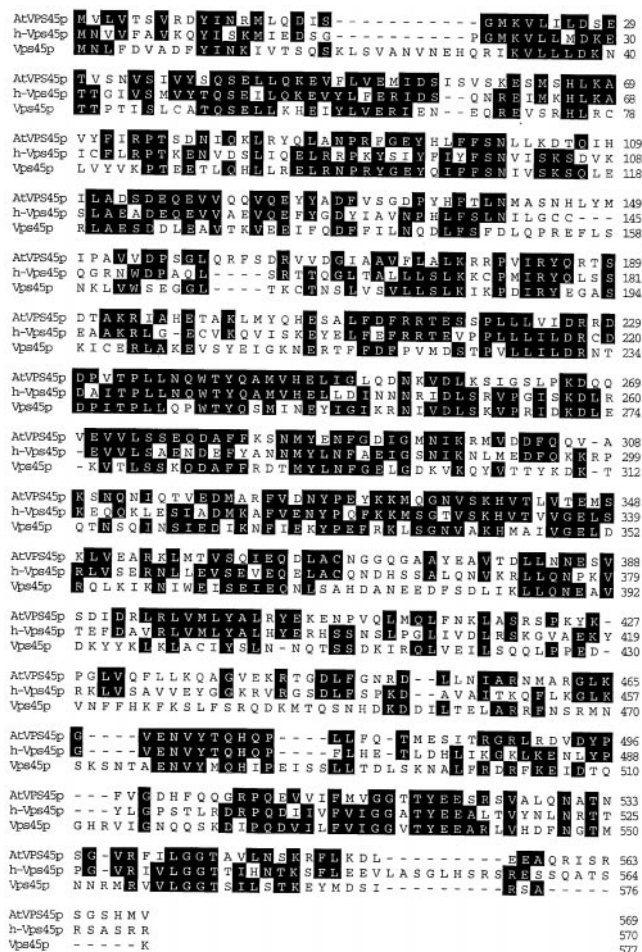 AtVPS45p M V L V T S V R D Y I N R M L Q D I S - - - - - - - - - - - G M K V L I L D S E 29
h-Vps45p M N V V F A V K Q Y I S K M I E D S G - - - - - - - - - - - P G M K V L L M D K E 30
Vps45p M N L F D V A D F Y I N K I V T S Q S K L S V A N V N E H Q R I K V L L L D K N 40
AtVPS45p T V S N V S I V Y S Q S E L L Q K E V F L V E M I D S I S V S K E S M S H L K A 69
h-Vps45p T T G I V S M V Y T Q S E I L Q K E V Y L F E R I D S - - Q N R E I M K H L K A 68
Vps45p T T P T I S L C A T Q S E L L K H E I Y L V E R I E N - - E Q R E V S R H L R C 78
AtVPS45p V Y F I R P T S D N I Q K L R Y Q L A N P R F G E Y H L F F S N L L K D T Q I H 109
h-Vps45p I C F L R P T K E N V D S L I Q E L R R P K Y S I Y F I Y F S N V I S K S D V K 108
Vps45p L V Y V K P T E E T L Q H L L R E L R N P R Y G E Y Q I F F S N I V S K S Q L E 118
AtVPS45p I L A D S D E Q E V V Q Q V Q E Y Y A D F V S G D P Y H F T L N M A S N H L Y M 149
h-Vps45p S L A E A D E Q E V V A E V Q E F Y G D Y I A V N P H L F S L N I L G C C - - 145
Vps45p R L A E S D D L E A V T K V E E I F Q D F F I L N Q D L F S F D L Q P R E F L S 158
AtVPS45p I P A V V D P S G L Q R F S D R V V D G I A A V F L A L K R R P V I R Y Q R T S 189
h-Vps45p Q G R N W D P A Q L - - - - S R T T Q G L T A L L L S L K K C P M I R Y Q L S S 181
Vps45p N K L V W S E G G L - - - - T K C T N S L V S V L L S L K I K P D I R Y E G A S 194
AtVPS45p D T A K R I A H E T A K L M Y Q H E S A L F D F R R T E S S P L L L V I D R R D 229
h-Vps45p E A A K R L G - E C V K Q V I S K E Y E L F E F R R T E V P P L L L I L D R C D 220
Vps45p K I C E R L A K E V S Y E I G K N E R T F F D F P V M D S T P V L L I L D R N T 234
AtVPS45p D P V T P L L N Q W T Y Q A M V H E L I G L Q D N K V D L K S I G S L P K D Q Q 269
h-Vps45p D A I T P L L N Q W T Y Q A M V H E L L D I N N N R I D L S R V P G I S K D L R 260
Vps45p D P I T P L L Q P W T Y Q S M I N E Y I G I K R N I V D L S K V P R I D K D L E 274
AtVPS45p V E V V L S S E Q D A F F K S N M Y E N F G D I G M N I K R M V D D F Q Q V - A 308
h-Vps45p - E V V L S A E N D E F Y A N N M Y L N F A E I G S N I K N L M E D F Q K K R P 299
Vps45p - K V T L S S K Q D A F F R D T M Y L N F G E L G D K V K Q Y V T T Y K D K - T 312
AtVPS45p K S N Q N I Q T V E D M A R F V D N Y P E Y K K M Q G N V S K H V T L V T E M S 348
h-Vps45p K E Q Q K L E S I A D M K A F V E N Y P Q F K K M S G T V S K H V T V V G E L S 339
Vps45p Q T N S Q I N S I E D I K N F I E K Y P E F R K L S G N V A K H M A I V G E L D 352
AtVPS45p K L V E A R K L M T V S Q I E Q D L A C N G G Q G A A Y E A V T D L L N N E S V 388
h-Vps45p R L V S E R N L L E V S E V E Q E L A C Q N D H S S A L Q N V K R L L Q N P K V 379
Vps45p R Q L K I K N I W E I S E I E Q N L S A H D A N E E D F S D L I K L L Q N E A V 392
AtVPS45p S D I D R L R L V M L Y A L R Y E K E N P V Q L M Q L F N K L A S R S P K Y K - 427
h-Vps45p T E F D A V R L V M L Y A L H Y E R H S S N S L P G L I V D L R S K G V A E K Y 419
Vps45p D K Y Y K L K L A C I Y S L N - N Q T S S D K I R Q L V E I L S Q Q L P P E D - 430
AtVPS45p P G L V Q F L L K Q A G V E K R T G D L F G N R D - L L N I A R N M A R G L K 465
h-Vps45p R K L V S A V V E Y G G K R V R G S D L F S P K D - A V A I T K Q F L K G L K 457
Vps45p V N F F H K F K S L F S R Q D K M T Q S N H D K D D I L T E L A R R F N S R M N 470
AtVPS45p G - - - - V E N V Y T Q H Q P - - - - L L F Q - T M E S I T R G R L R D V D Y P 496
h-Vps45p G - - - - V E N V Y T Q H Q P - - - - F L H E - T L D H L I K G K L K E N L Y P 488
Vps45p S K S N T A E N V Y M Q H I P E I S S L L T D L S K N A L F R D R F K E I D T Q 510
AtVPS45p - - - F V G D H F Q Q G R P Q E V V I F M V G G T T Y E E S R S V A L Q N A T N 533
h-Vps45p - - - Y L G P S T L R D R P Q D I I V F V I G G A T Y E E A L T V Y N L N R T T 525
Vps45p G H R V I G N Q Q S K D I P Q D V I L F V I G G V T Y E E A R L V H D F N G T M 550
AtVPS45p S G - V R F I L G G T A V L N S K R F L K D L - - - - - - - - E E A Q R I S R 563
h-Vps45p P G - V R I V L G G T T I H N T K S F L E E V L A S G L H S R S R E S S Q A T S 564
Vps45p N N R M R V V L G G T S I L S T K E Y M D S I - - - - - - - - R S A - - - - 576
AtVPS45p S G S H M V 569
h-Vps45p R S A S R R 570
Vps45p - - - - - K 577